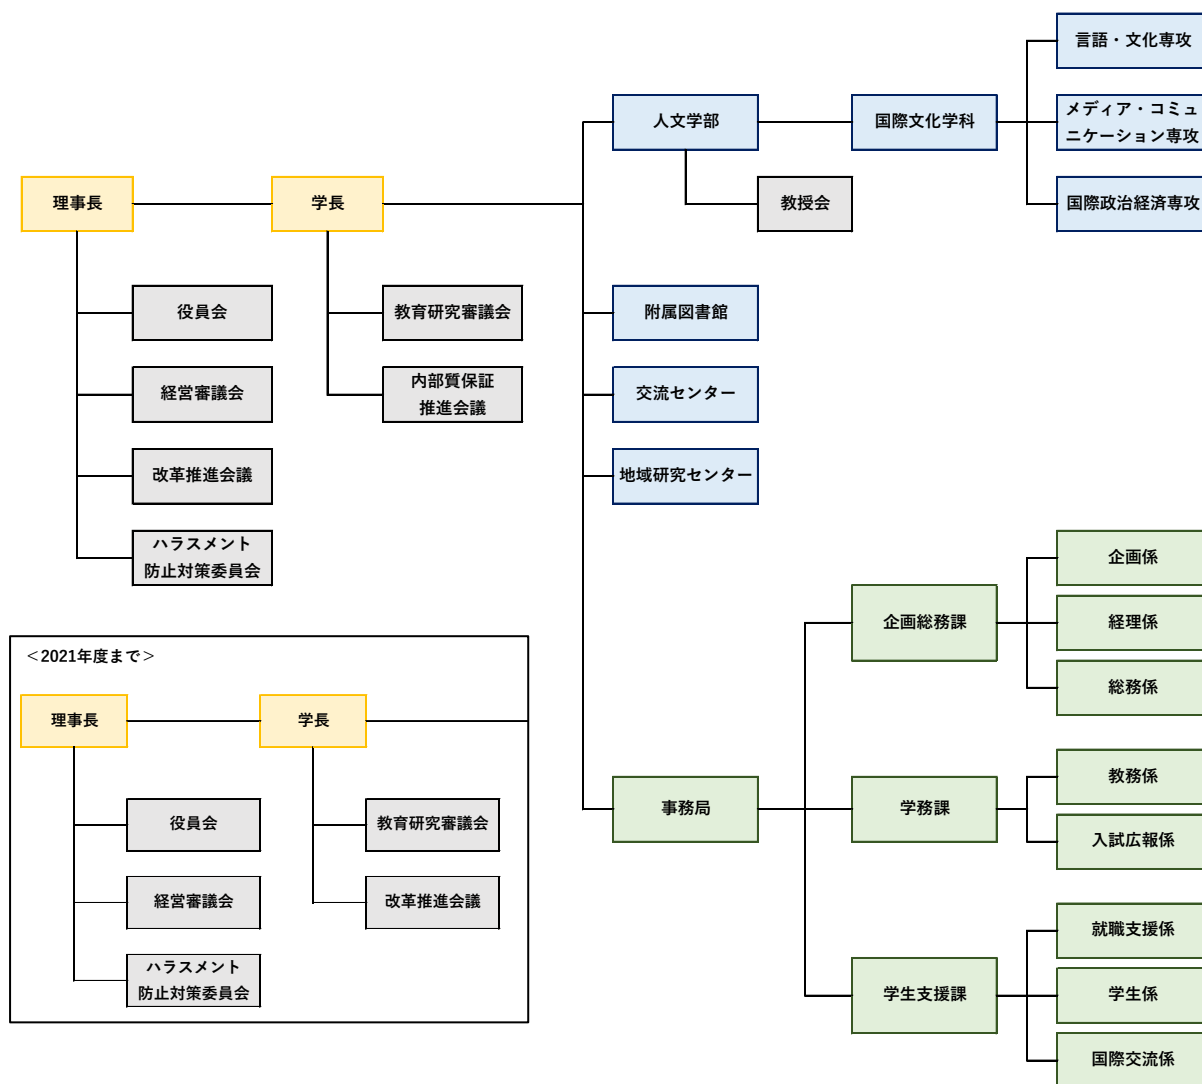 言語・文化専攻
人文学部
国際文化学科
メディア・コミュ
ニケーション専攻
理事長
学長
教授会
国際政治経済専攻
役員会
教育研究審議会
附属図書館
経営審議会
内部質保証
推進会議
交流センター
改革推進会議
地域研究センター
ハラスメント
防止対策委員会
企画係
企画総務課
経理係
総務係
<2021年度まで>
理事長
学長
役員会
教育研究審議会
経営審議会
改革推進会議
ハラスメント
防止対策委員会
事務局
学務課
教務係
入試広報係
学生支援課
就職支援係
学生係
国際交流係